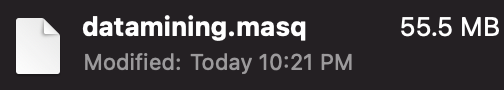 datamining.masq 55.5 MB
Modified: Today 10:21 PM